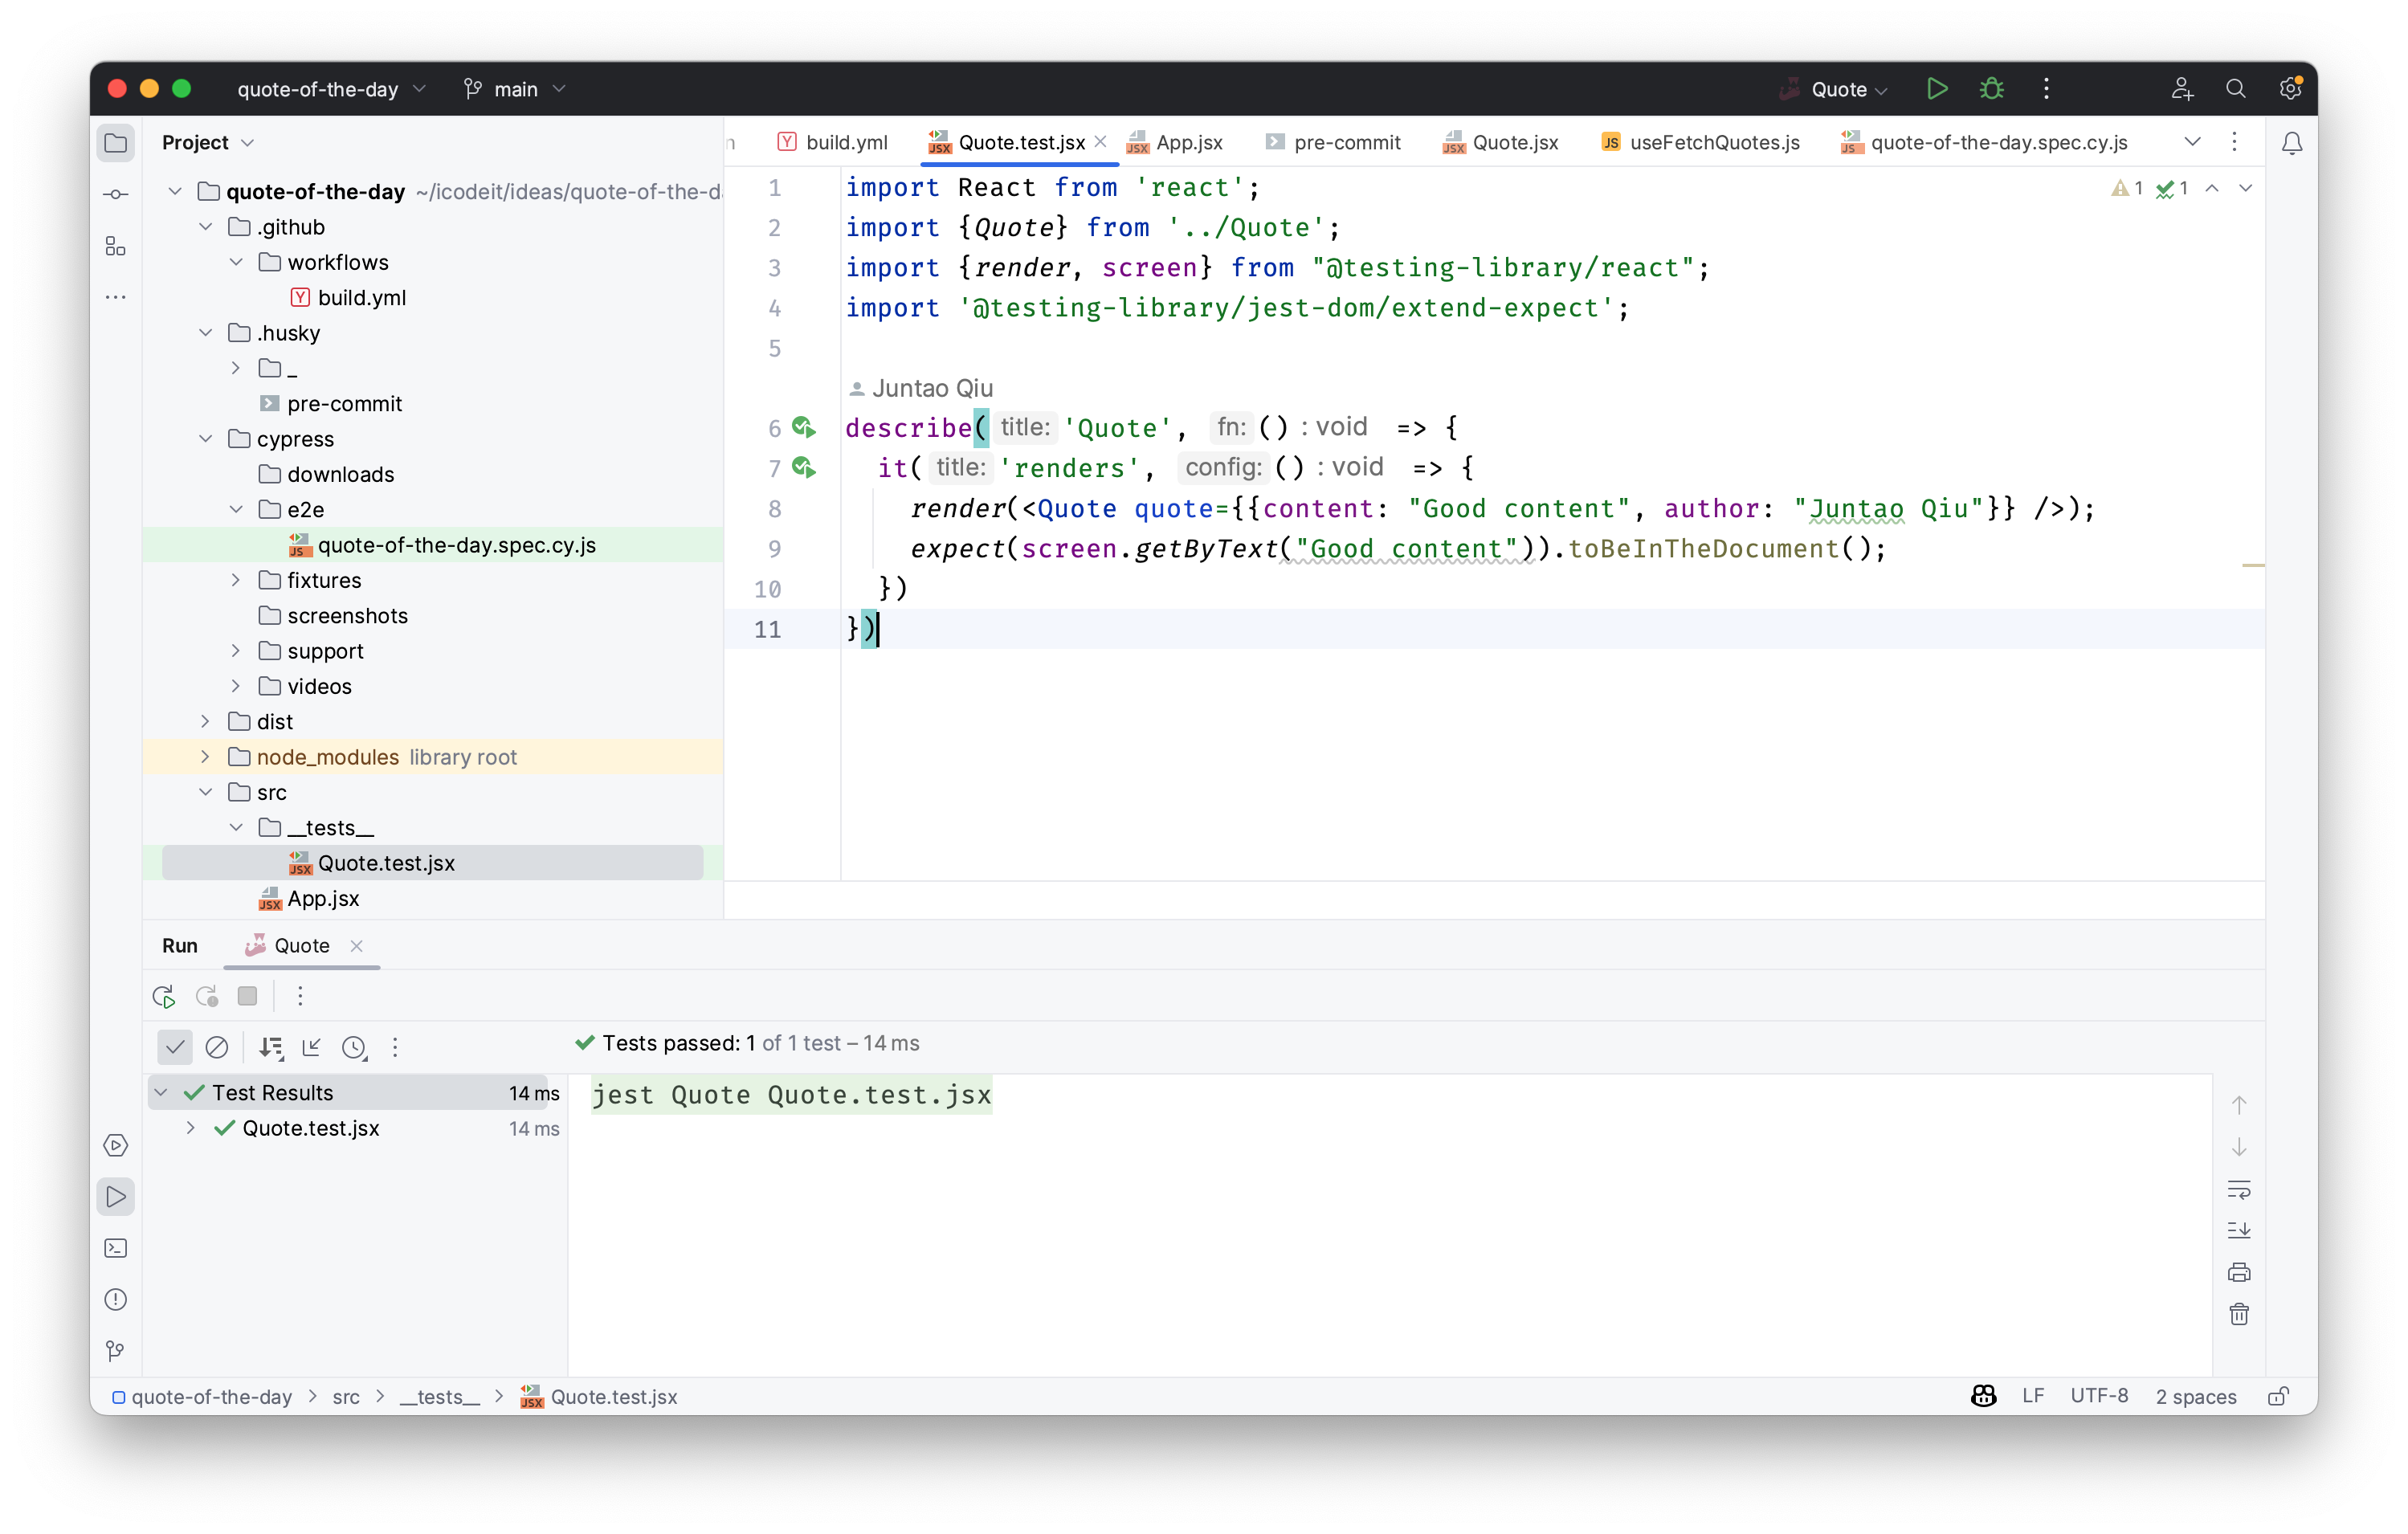 quote-of-the-day main Quote
Project
n build.yml Quote.test.jsx App.jsx pre-commit Quote.jsx useFetchQuotes.js quote-of-the-day.spec.cy.js
quote-of-the-day ~/icodeit/ideas/quote-of-the-d
.github
workflows
build.yml
.husky
_
pre-commit
cypress
downloads
e2e
quote-of-the-day.spec.cy.js
fixtures
screenshots
support
videos
dist
node_modules library root
src
__tests__
Quote.test.jsx
App.jsx
1 import React from 'react';
2 import {Quote} from '../Quote';
3 import {render, screen} from "@testing-library/react";
4 import '@testing-library/jest-dom/extend-expect';
5
Juntao Qiu
6 describe( title: 'Quote', fn: () : void => {
7 it( title: 'renders', config: () : void => {
8 render(<Quote quote={{content: "Good content", author: "Juntao Qiu"}} />);
9 expect(screen.getByText("Good content")).toBeInTheDocument();
10 })
11 })
1 1
Run Quote
Tests passed: 1 of 1 test – 14 ms
Test Results 14 ms
Quote.test.jsx 14 ms
jest Quote Quote.test.jsx
quote-of-the-day > src > __tests__ > Quote.test.jsx
LF UTF-8 2 spaces